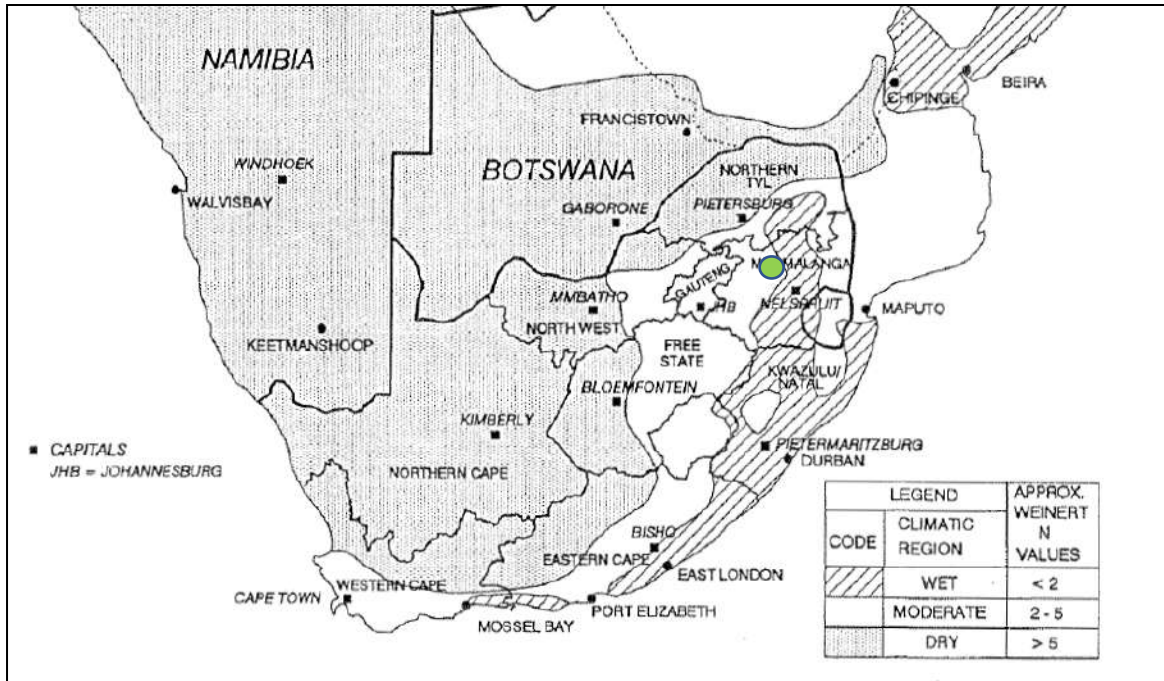 NAMIBIA
BEIRA
CHIPINGE
FRANCISTOWN
WINDHOEK
BOTSWANA
NORTHERN
TVL
WALVISBAY
GABORONE
PIETERSBURG
MALANGA
GAUTENG
MMBATHO
JHB
NELSPRUIT
MAPUTO
NORTH WEST
KEETMANSHOOP
FREE
STATE
KWAZULU/
NATAL
BLOEMFONTEIN
KIMBERLY
■ CAPITALS
JHB = JOHANNESBURG
PIETERMARITZBURG
DURBAN
NORTHERN CAPE
BISHO
EASTERN CAPE
EAST LONDON
WESTERN CAPE
CAPE TOWN
PORT ELIZABETH
MOSSEL BAY
LEGEND
APPROX.
WEINERT
N
VALUES
CODE
CLIMATIC
REGION
WET < 2
MODERATE 2 - 5
DRY > 5